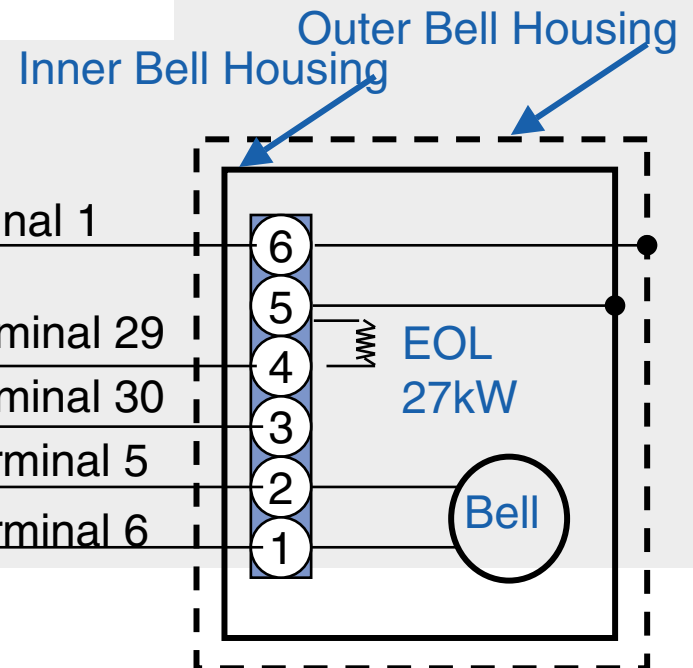 Outer Bell Housing
Inner Bell Housing
nal 1
6
5
minal 29
EOL
4
27kW
minal 30
3
rminal 5
2
Bell
rminal 6
1